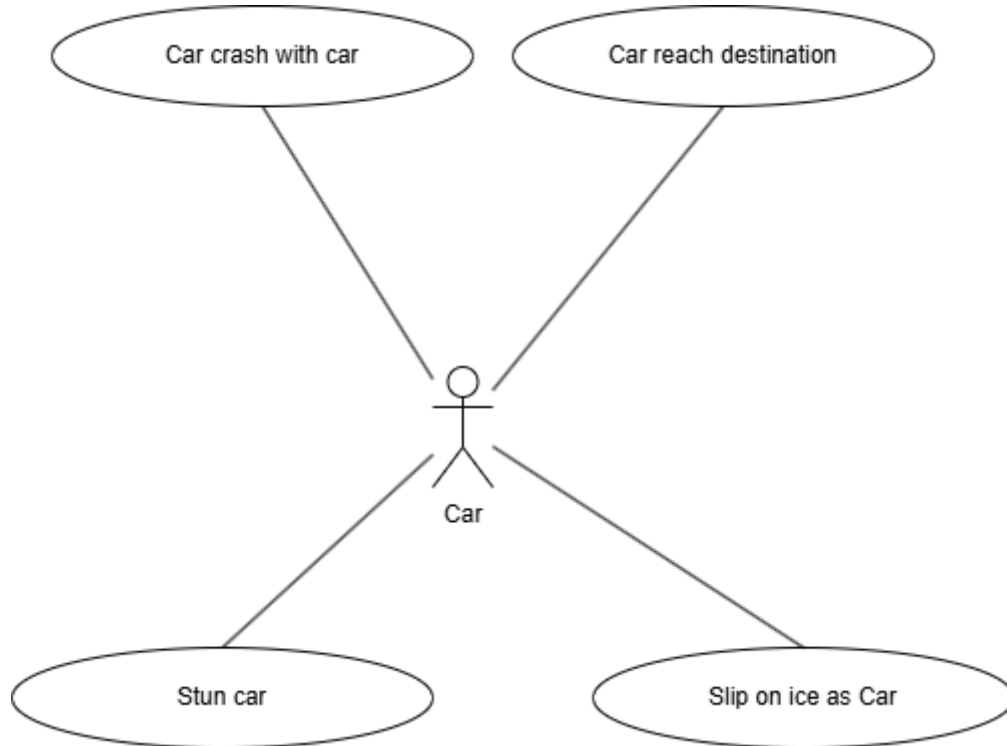 Car crash with car
Car reach destination
Car
Stun car
Slip on ice as Car